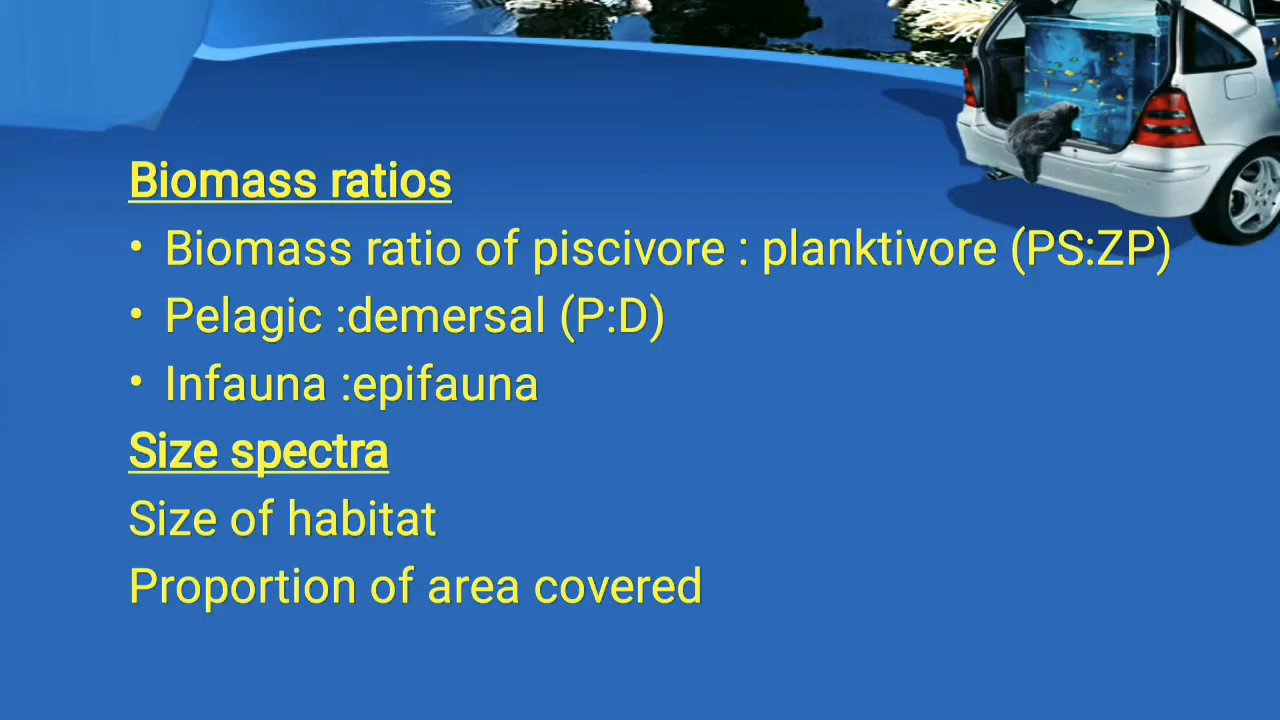 Biomass ratios
• Biomass ratio of piscivore : planktivore (PS:ZP)
• Pelagic :demersal (P:D)
• Infauna :epifauna
Size spectra
Size of habitat
Proportion of area covered